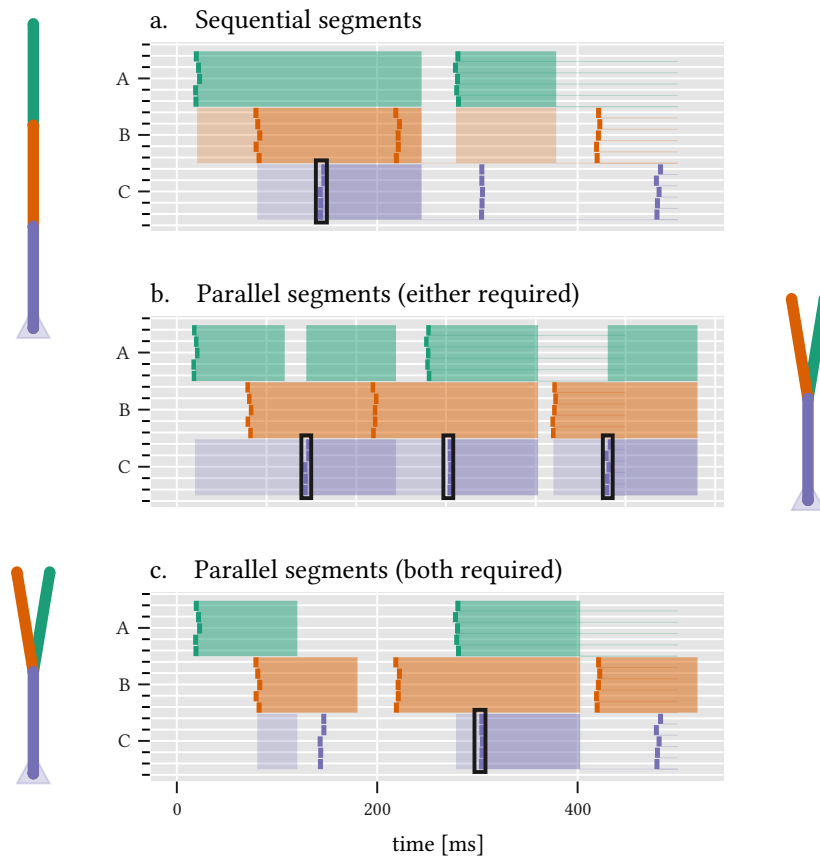 a. Sequential segments
A
B
C
b. Parallel segments (either required)
A
B
C
c. Parallel segments (both required)
A
B
C
0 200 400
time [ms]